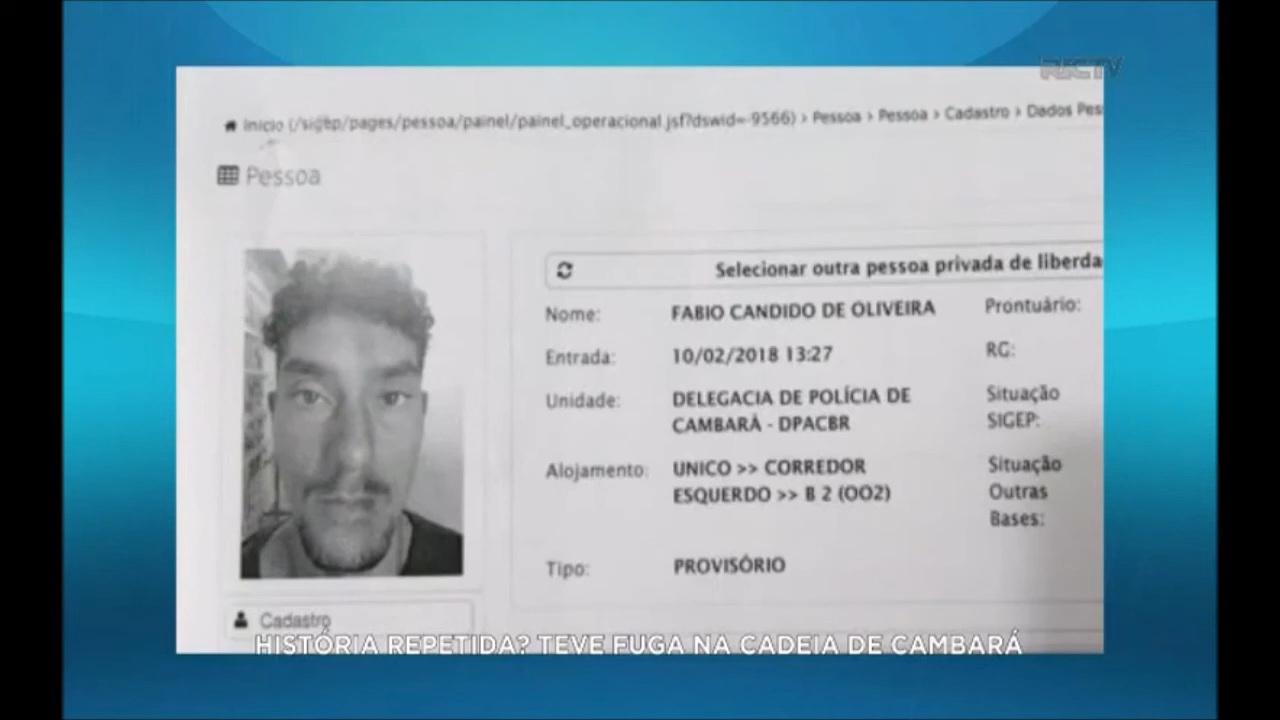 RICTV
Início (/sigep/pages/pessoa/painel/painel_operacional.jsf?dswid=-9566) > Pessoa > Pessoa > Cadastro > Dados Pes
Pessoa
Selecionar outra pessoa privada de liberda
Nome: FABIO CANDIDO DE OLIVEIRA Prontuário:
Entrada: 10/02/2018 13:27 RG:
Unidade: DELEGACIA DE POLÍCIA DE CAMBARÁ - DPACBR Situação SIGEP:
Alojamento: UNICO >> CORREDOR ESQUERDO >> B 2 (OO2) Situação Outras Bases:
Tipo: PROVISÓRIO
Cadastro
HISTÓRIA REPETIDA? TEVE FUGA NA CADEIA DE CAMBARÁ